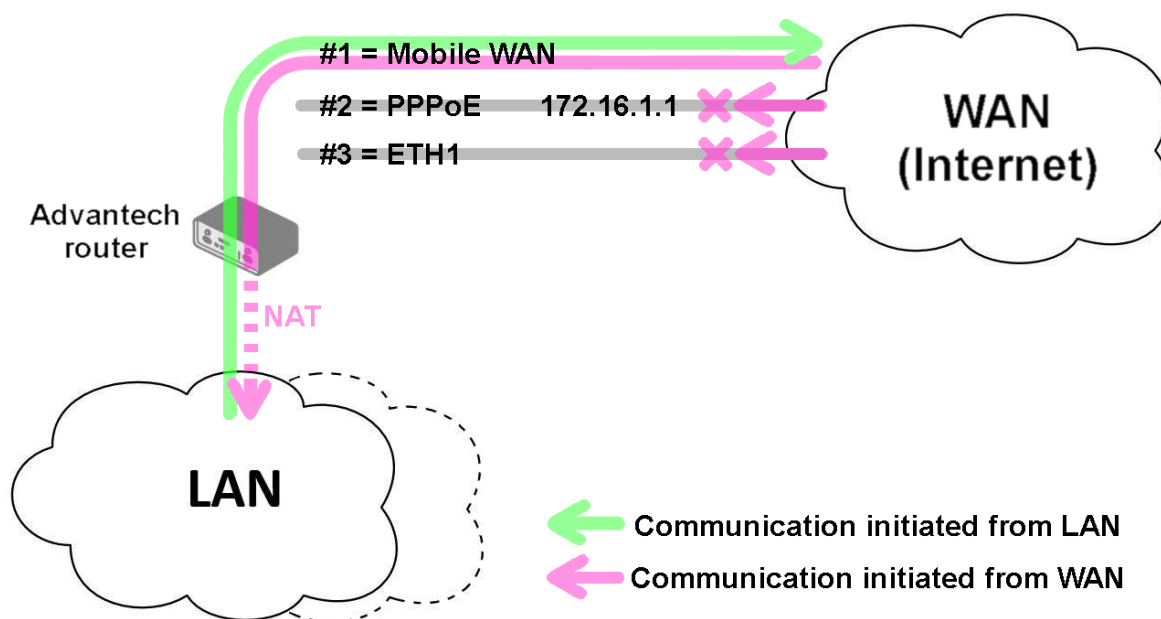 #1 = Mobile WAN
#2 = PPPoE 172.16.1.1
#3 = ETH1
WAN
(Internet)
Advantech
router
NAT
LAN
Communication initiated from LAN
Communication initiated from WAN